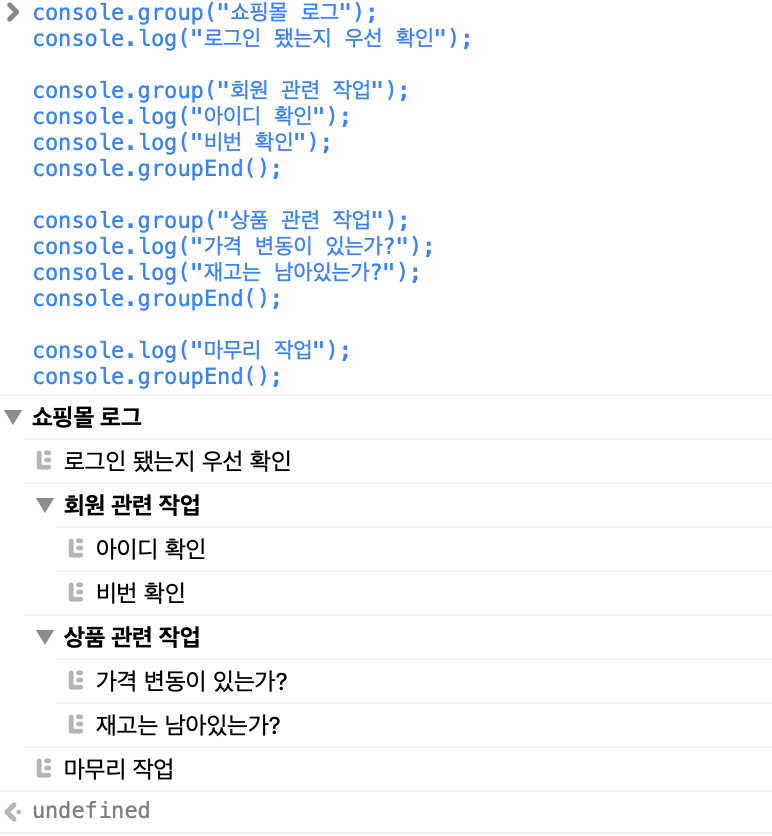 console.group("쇼핑몰 로그");
console.log("로그인 됐는지 우선 확인");
console.group("회원 관련 작업");
console.log("아이디 확인");
console.log("비번 확인");
console.groupEnd();
console.group("상품 관련 작업");
console.log("가격 변동이 있는가?");
console.log("재고는 남아있는가?");
console.groupEnd();
console.log("마무리 작업");
console.groupEnd();
쇼핑몰 로그
로그인 됐는지 우선 확인
회원 관련 작업
아이디 확인
비번 확인
상품 관련 작업
가격 변동이 있는가?
재고는 남아있는가?
마무리 작업
undefined